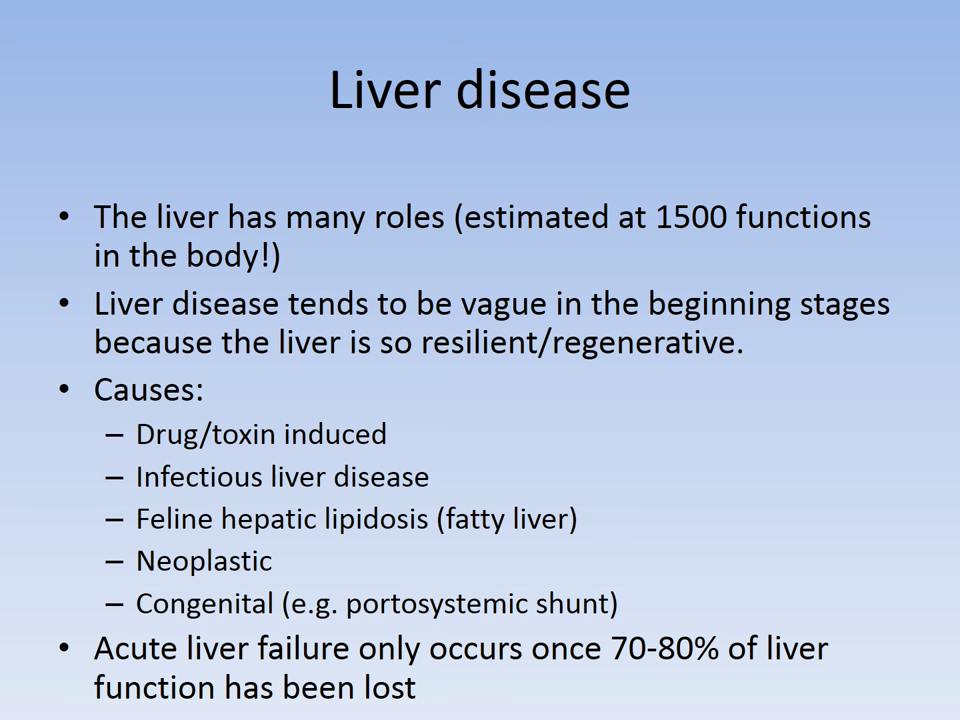 Liver disease
• The liver has many roles (estimated at 1500 functions
in the body!)
• Liver disease tends to be vague in the beginning stages
because the liver is so resilient/regenerative.
• Causes:
– Drug/toxin induced
– Infectious liver disease
– Feline hepatic lipidosis (fatty liver)
– Neoplastic
– Congenital (e.g. portosystemic shunt)
• Acute liver failure only occurs once 70-80% of liver
function has been lost